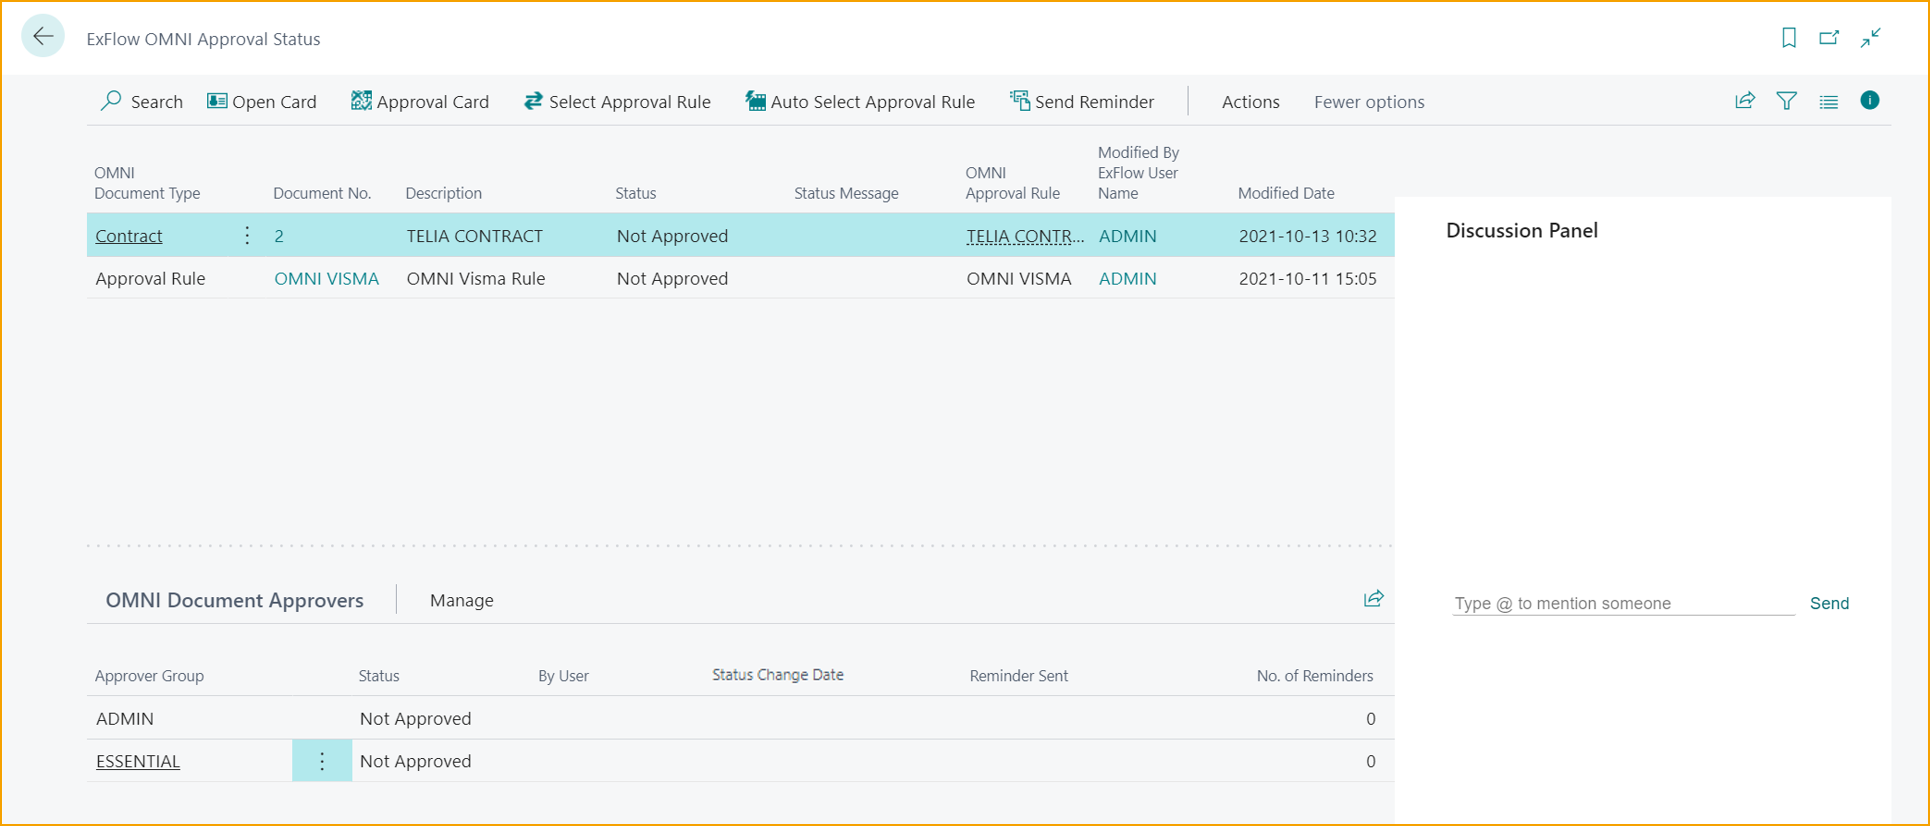 ExFlow OMNI Approval Status
Search Open Card Approval Card Select Approval Rule Auto Select Approval Rule Send Reminder Actions Fewer options
OMNI Document Type Document No. Description Status Status Message OMNI Approval Rule Modified By ExFlow User Name Modified Date
Contract 2 TELIA CONTRACT Not Approved TELIA CONTR... ADMIN 2021-10-13 10:32
Approval Rule OMNI VISMA OMNI Visma Rule Not Approved OMNI VISMA ADMIN 2021-10-11 15:05
Discussion Panel
Type @ to mention someone Send
OMNI Document Approvers Manage
Approver Group Status By User Status Change Date Reminder Sent No. of Reminders
ADMIN Not Approved 0
ESSENTIAL Not Approved 0